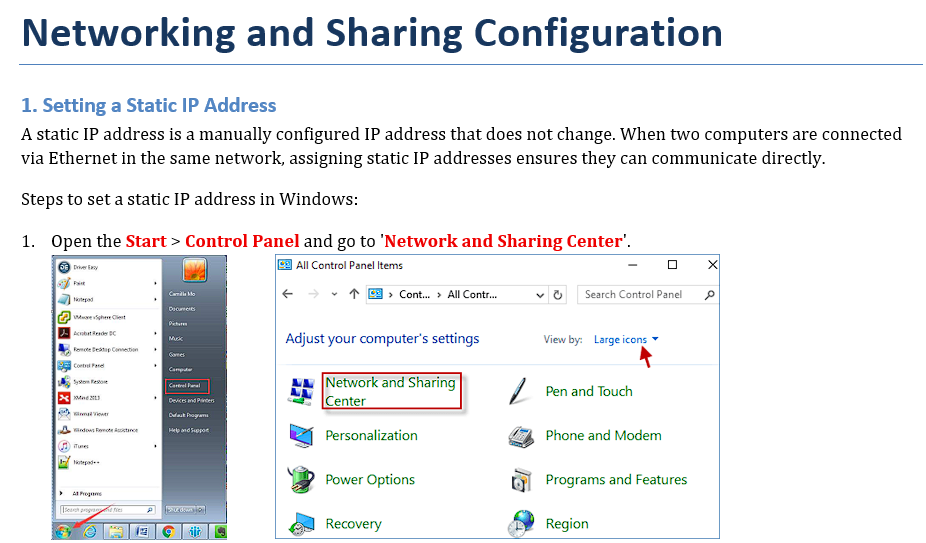 Networking and Sharing Configuration
1. Setting a Static IP Address
A static IP address is a manually configured IP address that does not change. When two computers are connected
via Ethernet in the same network, assigning static IP addresses ensures they can communicate directly.
Steps to set a static IP address in Windows:
1. Open the Start > Control Panel and go to 'Network and Sharing Center'.
Driver Easy
Paint
Notepad
VMware vSphere Client
Acrobat Reader DC
Remote Desktop Connection
Control Panel
System Restore
XMind 2013
Winmail Viewer
Windows Remote Assistance
iTunes
Notepad++
All Programs
Search programs and files
Camilla Mo
Documents
Pictures
Music
Games
Computer
Control Panel
Devices and Printers
Default Programs
Help and Support
Shut down
All Control Panel Items
Cont... > All Contr...
Search Control Panel
Adjust your computer's settings
View by: Large icons
Network and Sharing
Center
Pen and Touch
Personalization
Phone and Modem
Power Options
Programs and Features
Recovery
Region